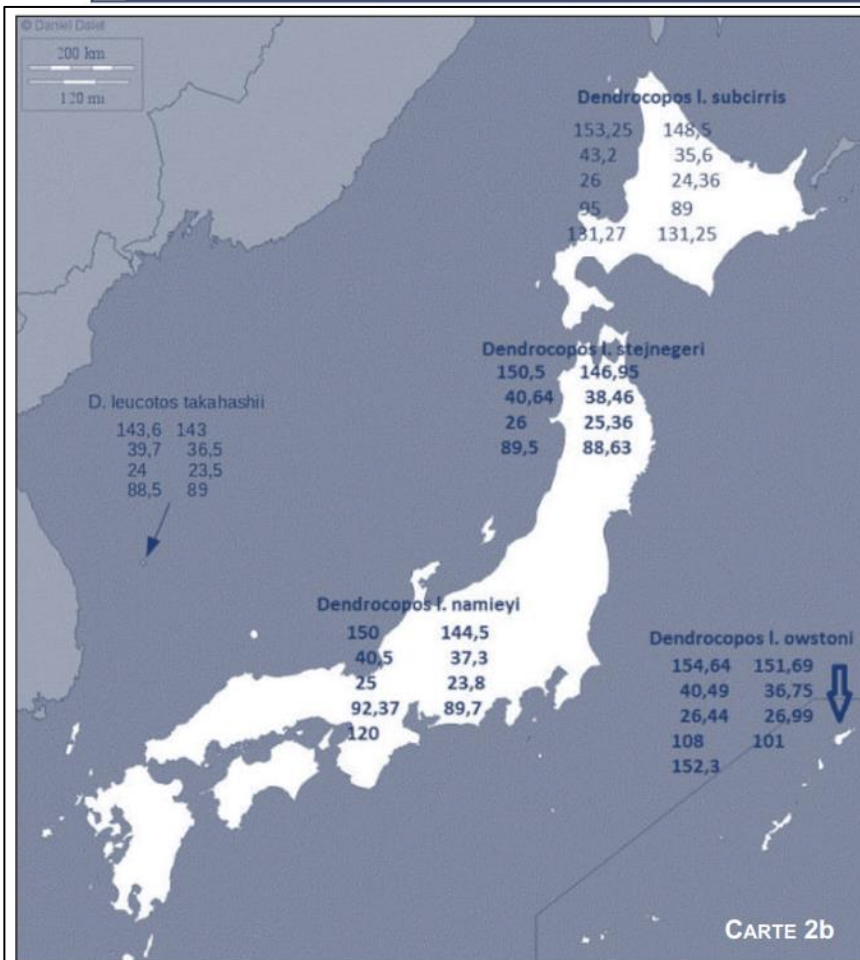 © Daniel Dalet
200 km
120 mi
Dendrocopos l. subcirris
153,25 148,5
43,2 35,6
26 24,36
95 89
131,27 131,25
Dendrocopos l. stejnegeri
150,5 146,95
40,64 38,46
26 25,36
89,5 88,63
D. leucotos takahashii
143,6 143
39,7 36,5
24 23,5
88,5 89
Dendrocopos l. namieyi
150 144,5
40,5 37,3
25 23,8
92,37 89,7
120
Dendrocopos l. owstoni
154,64 151,69
40,49 36,75
26,44 26,99
108 101
152,3
CARTE 2b